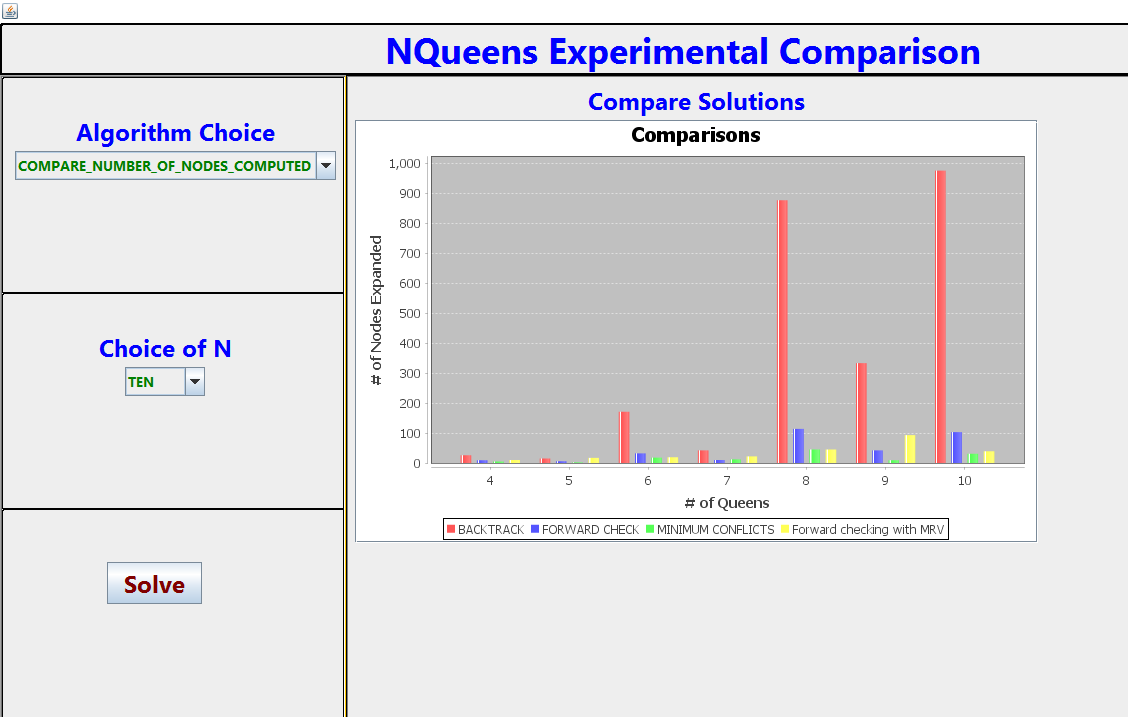 NQueens Experimental Comparison
Algorithm Choice
COMPARE_NUMBER_OF_NODES_COMPUTED
Choice of N
TEN
Solve
Compare Solutions
Comparisons
# of Nodes Expanded
1,000
900
800
700
600
500
400
300
200
100
0
4 5 6 7 8 9 10
# of Queens
BACKTRACK FORWARD CHECK MINIMUM CONFLICTS Forward checking with MRV